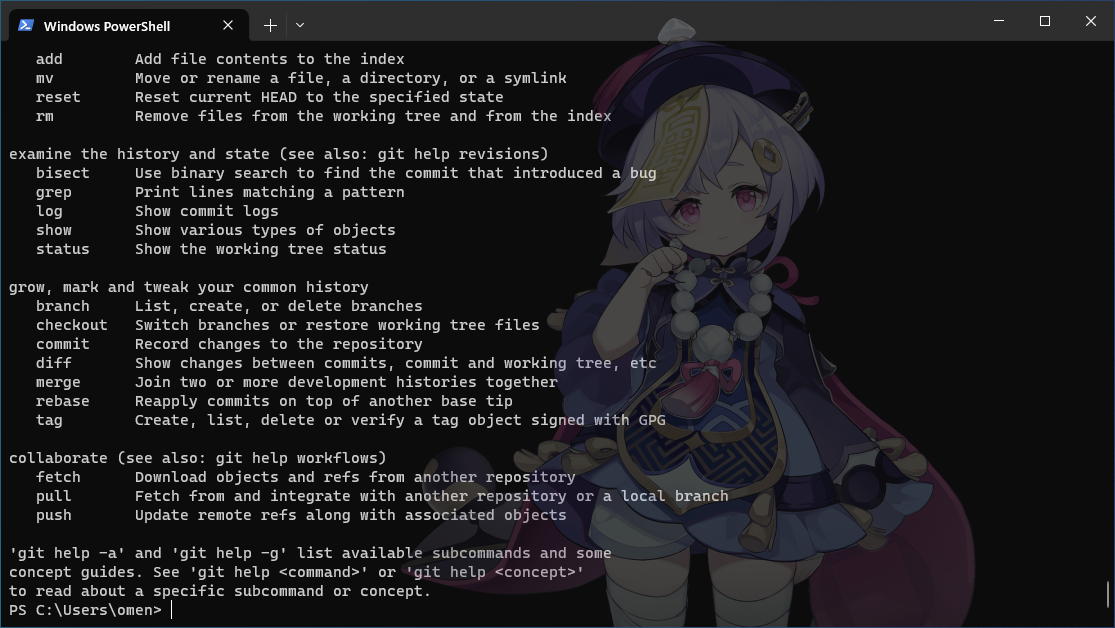 Windows PowerShell
add        Add file contents to the index
mv         Move or rename a file, a directory, or a symlink
reset      Reset current HEAD to the specified state
rm         Remove files from the working tree and from the index
examine the history and state (see also: git help revisions)
bisect     Use binary search to find the commit that introduced a bug
grep       Print lines matching a pattern
log        Show commit logs
show       Show various types of objects
status     Show the working tree status
grow, mark and tweak your common history
branch     List, create, or delete branches
checkout   Switch branches or restore working tree files
commit     Record changes to the repository
diff       Show changes between commits, commit and working tree, etc
merge      Join two or more development histories together
rebase     Reapply commits on top of another base tip
tag        Create, list, delete or verify a tag object signed with GPG
collaborate (see also: git help workflows)
fetch      Download objects and refs from another repository
pull       Fetch from and integrate with another repository or a local branch
push       Update remote refs along with associated objects
'git help -a' and 'git help -g' list available subcommands and some
concept guides. See 'git help <command>' or 'git help <concept>'
to read about a specific subcommand or concept.
PS C:\Users\omen>